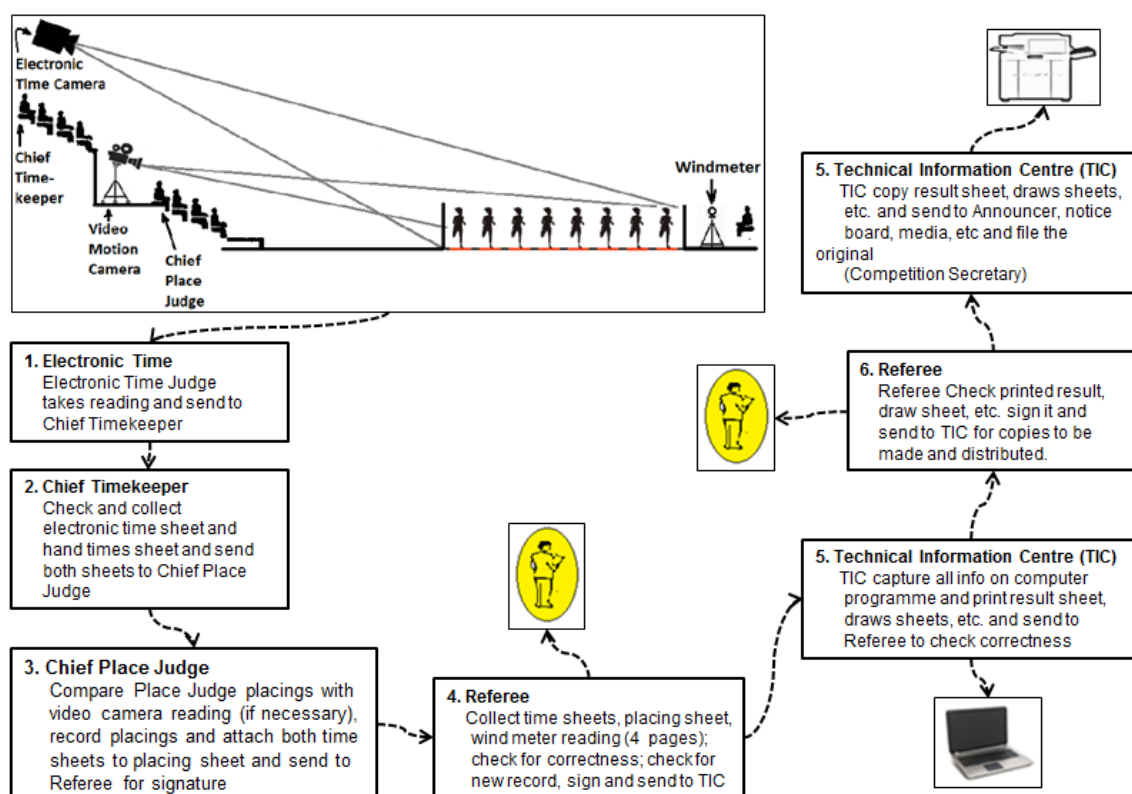 Electronic
Time Camera
Chief
Time-
keeper
Video
Motion
Camera
Chief
Place
Judge
Windmeter
1. Electronic Time
Electronic Time Judge
takes reading and send to
Chief Timekeeper
2. Chief Timekeeper
Check and collect
electronic time sheet and
hand times sheet and send
both sheets to Chief Place
Judge
3. Chief Place Judge
Compare Place Judge placings with
video camera reading (if necessary),
record placings and attach both time
sheets to placing sheet and send to
Referee for signature
4. Referee
Collect time sheets, placing sheet,
wind meter reading (4 pages);
check for correctness; check for
new record, sign and send to TIC
5. Technical Information Centre (TIC)
TIC capture all info on computer
programme and print result sheet,
draws sheets, etc. and send to
Referee to check correctness
6. Referee
Referee Check printed result,
draw sheet, etc. sign it and
send to TIC for copies to be
made and distributed.
5. Technical Information Centre (TIC)
TIC copy result sheet, draws sheets,
etc. and send to Announcer, notice
board, media, etc and file the
original
(Competition Secretary)